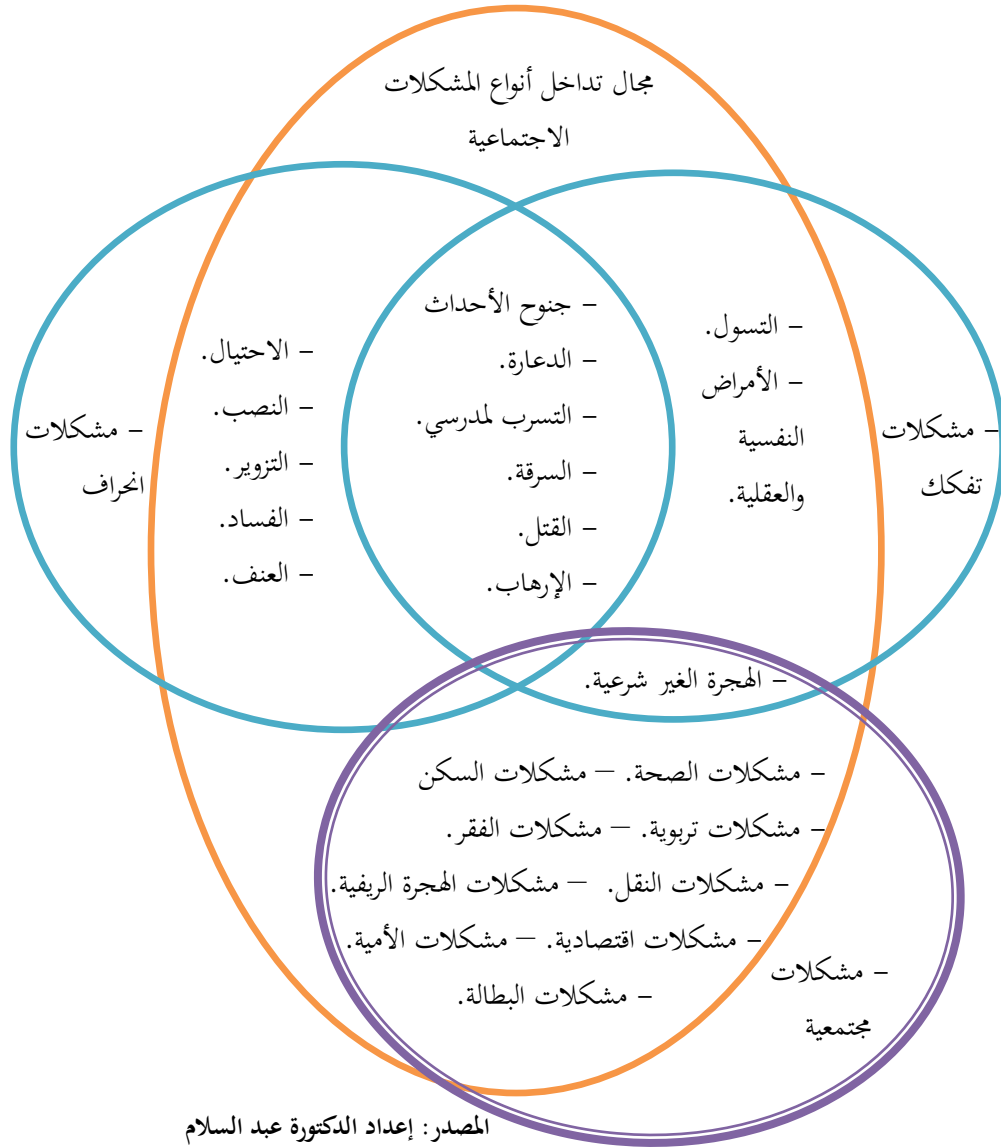 مجال تداخل أنواع المشكلات
الاجتماعية
– مشكلات
تفكك
– التسول.
– الأمراض
النفسية
والعقلية.
– جنوح الأحداث
– الدعارة.
– التسرب لمدرسي.
– السرقة.
– القتل.
– الإرهاب.
– الاحتيال.
– النصب.
– التزوير.
– الفساد.
– العنف.
– مشكلات
انحراف
– الهجرة الغير شرعية.
– مشكلات الصحة. – مشكلات السكن
– مشكلات تربوية. – مشكلات الفقر.
– مشكلات النقل. – مشكلات الهجرة الريفية.
– مشكلات اقتصادية. – مشكلات الأمية.
– مشكلات البطالة.
– مشكلات
مجتمعية
المصدر: إعداد الدكتورة عبد السلام